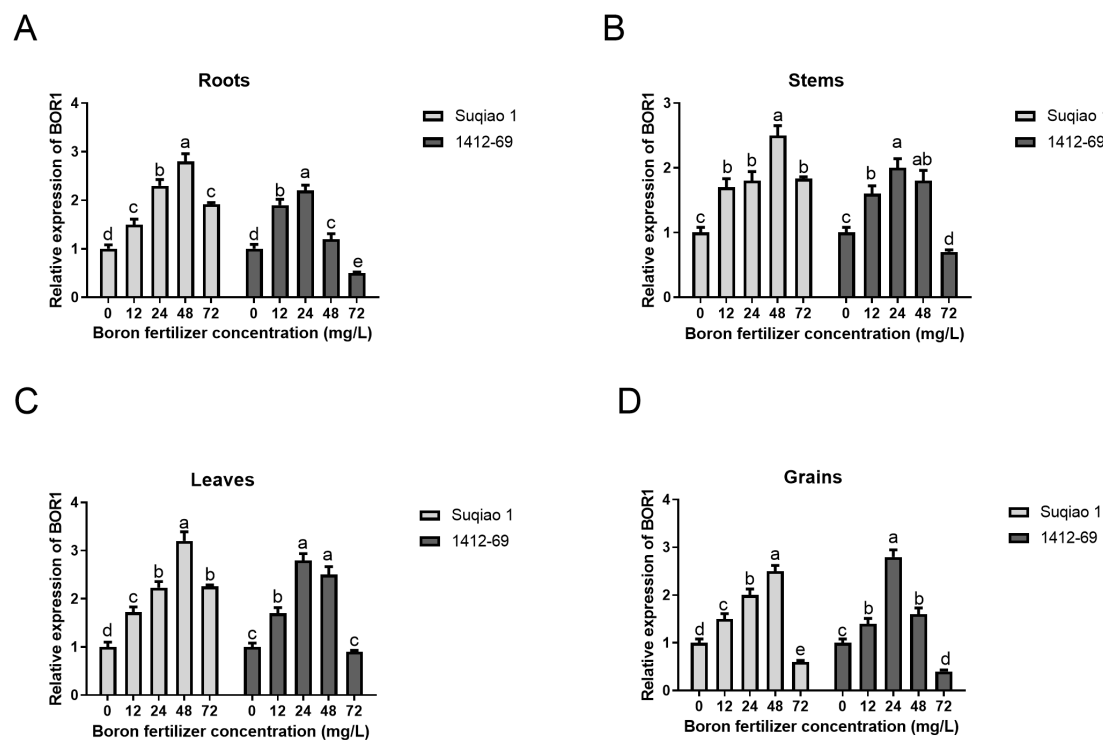 A
Roots
Relative expression of BOR1
4
3
2
1
0
d
c
b
a
c
d
b
a
c
e
0 12 24 48 72 0 12 24 48 72
Boron fertilizer concentration (mg/L)
Suqiao 1
1412-69
B
Stems
Relative expression of BOR1
3
2
1
0
c
b
b
a
b
c
b
a
ab
d
0 12 24 48 72 0 12 24 48 72
Boron fertilizer concentration (mg/L)
Suqiao
1412-69
C
Leaves
Relative expression of BOR1
4
3
2
1
0
d
c
b
a
b
c
b
a
a
c
0 12 24 48 72 0 12 24 48 72
Boron fertilizer concentration (mg/L)
Suqiao 1
1412-69
D
Grains
Relative expression of BOR1
4
3
2
1
0
d
c
b
a
e
c
b
a
b
d
0 12 24 48 72 0 12 24 48 72
Boron fertilizer concentration (mg/L)
Suqiao 1
1412-69